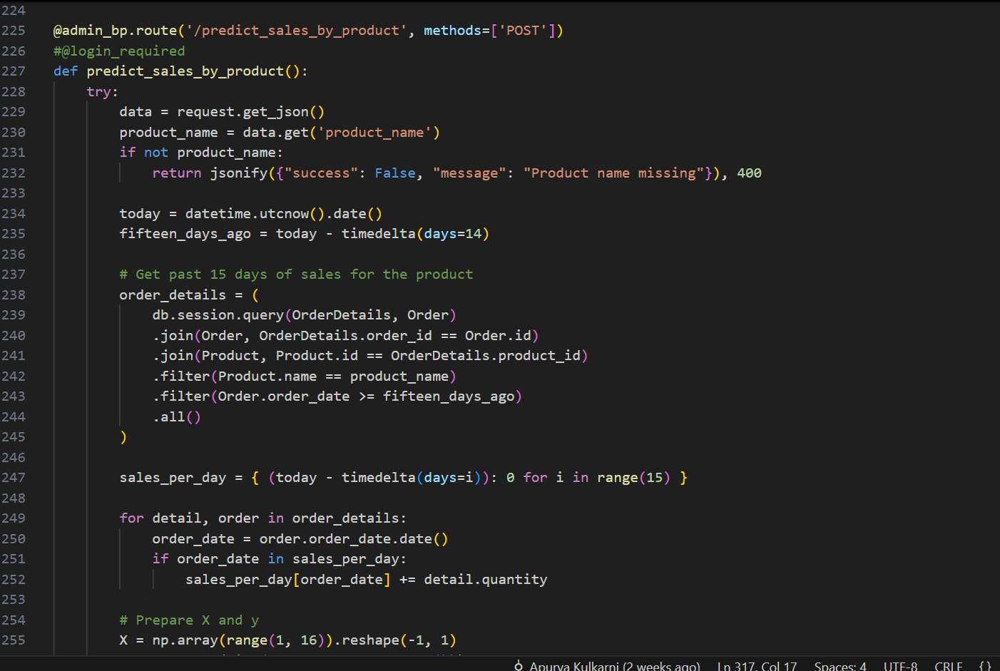 224
225 @admin_bp.route('/predict_sales_by_product', methods=['POST'])
226 #@login_required
227 def predict_sales_by_product():
228     try:
229         data = request.get_json()
230         product_name = data.get('product_name')
231         if not product_name:
232             return jsonify({"success": False, "message": "Product name missing"}), 400
233
234         today = datetime.utcnow().date()
235         fifteen_days_ago = today - timedelta(days=14)
236
237         # Get past 15 days of sales for the product
238         order_details = (
239             db.session.query(OrderDetails, Order)
240             .join(Order, OrderDetails.order_id == Order.id)
241             .join(Product, Product.id == OrderDetails.product_id)
242             .filter(Product.name == product_name)
243             .filter(Order.order_date >= fifteen_days_ago)
244             .all()
245         )
246
247         sales_per_day = { (today - timedelta(days=i)): 0 for i in range(15) }
248
249         for detail, order in order_details:
250             order_date = order.order_date.date()
251             if order_date in sales_per_day:
252                 sales_per_day[order_date] += detail.quantity
253
254         # Prepare X and y
255         X = np.array(range(1, 16)).reshape(-1, 1)
Apurva Kulkarni (2 weeks ago) Ln 317, Col 17 Spaces: 4 UTF-8 CRLF { }